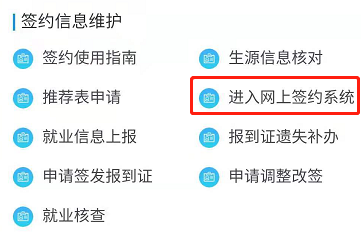 签约信息维护
签约使用指南 生源信息核对
推荐表申请 进入网上签约系统
就业信息上报 报到证遗失补办
申请签发报到证 申请调整改签
就业核查